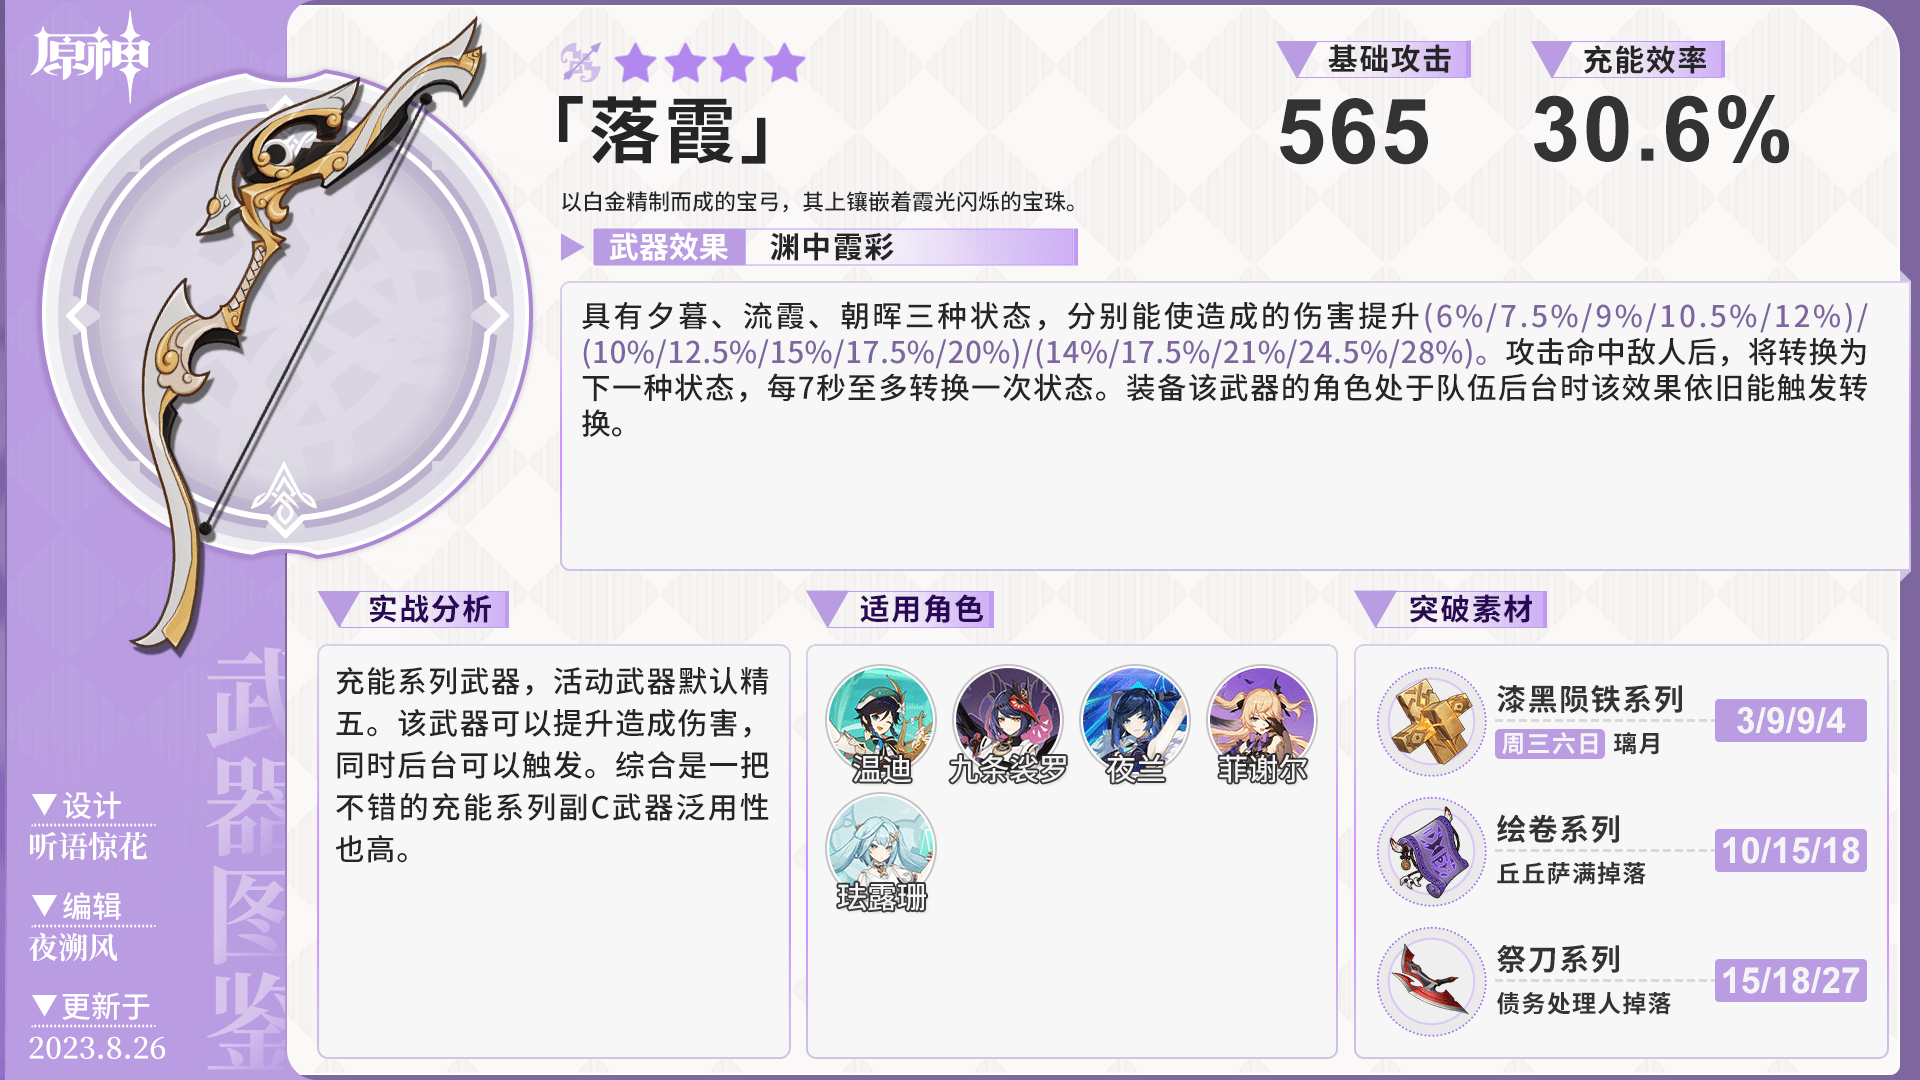 原神
「落霞」
以白金精制而成的宝弓，其上镶嵌着霞光闪烁的宝珠。
基础攻击
565
充能效率
30.6%
武器效果 渊中霞彩
具有夕暮、流霞、朝晖三种状态，分别能使造成的伤害提升(6%/7.5%/9%/10.5%/12%)/
(10%/12.5%/15%/17.5%/20%)/(14%/17.5%/21%/24.5%/28%)。攻击命中敌人后，将转换为
下一种状态，每7秒至多转换一次状态。装备该武器的角色处于队伍后台时该效果依旧能触发转
换。
实战分析
充能系列武器，活动武器默认精
五。该武器可以提升造成伤害，
同时后台可以触发。综合是一把
不错的充能系列副C武器泛用性
也高。
适用角色
温迪
九条裟罗
夜兰
菲谢尔
珐露珊
突破素材
漆黑陨铁系列
周三六日 璃月
3/9/9/4
绘卷系列
丘丘萨满掉落
10/15/18
祭刀系列
债务处理人掉落
15/18/27
武器图鉴
▼设计
听语惊花
▼编辑
夜溯风
▼更新于
2023.8.26